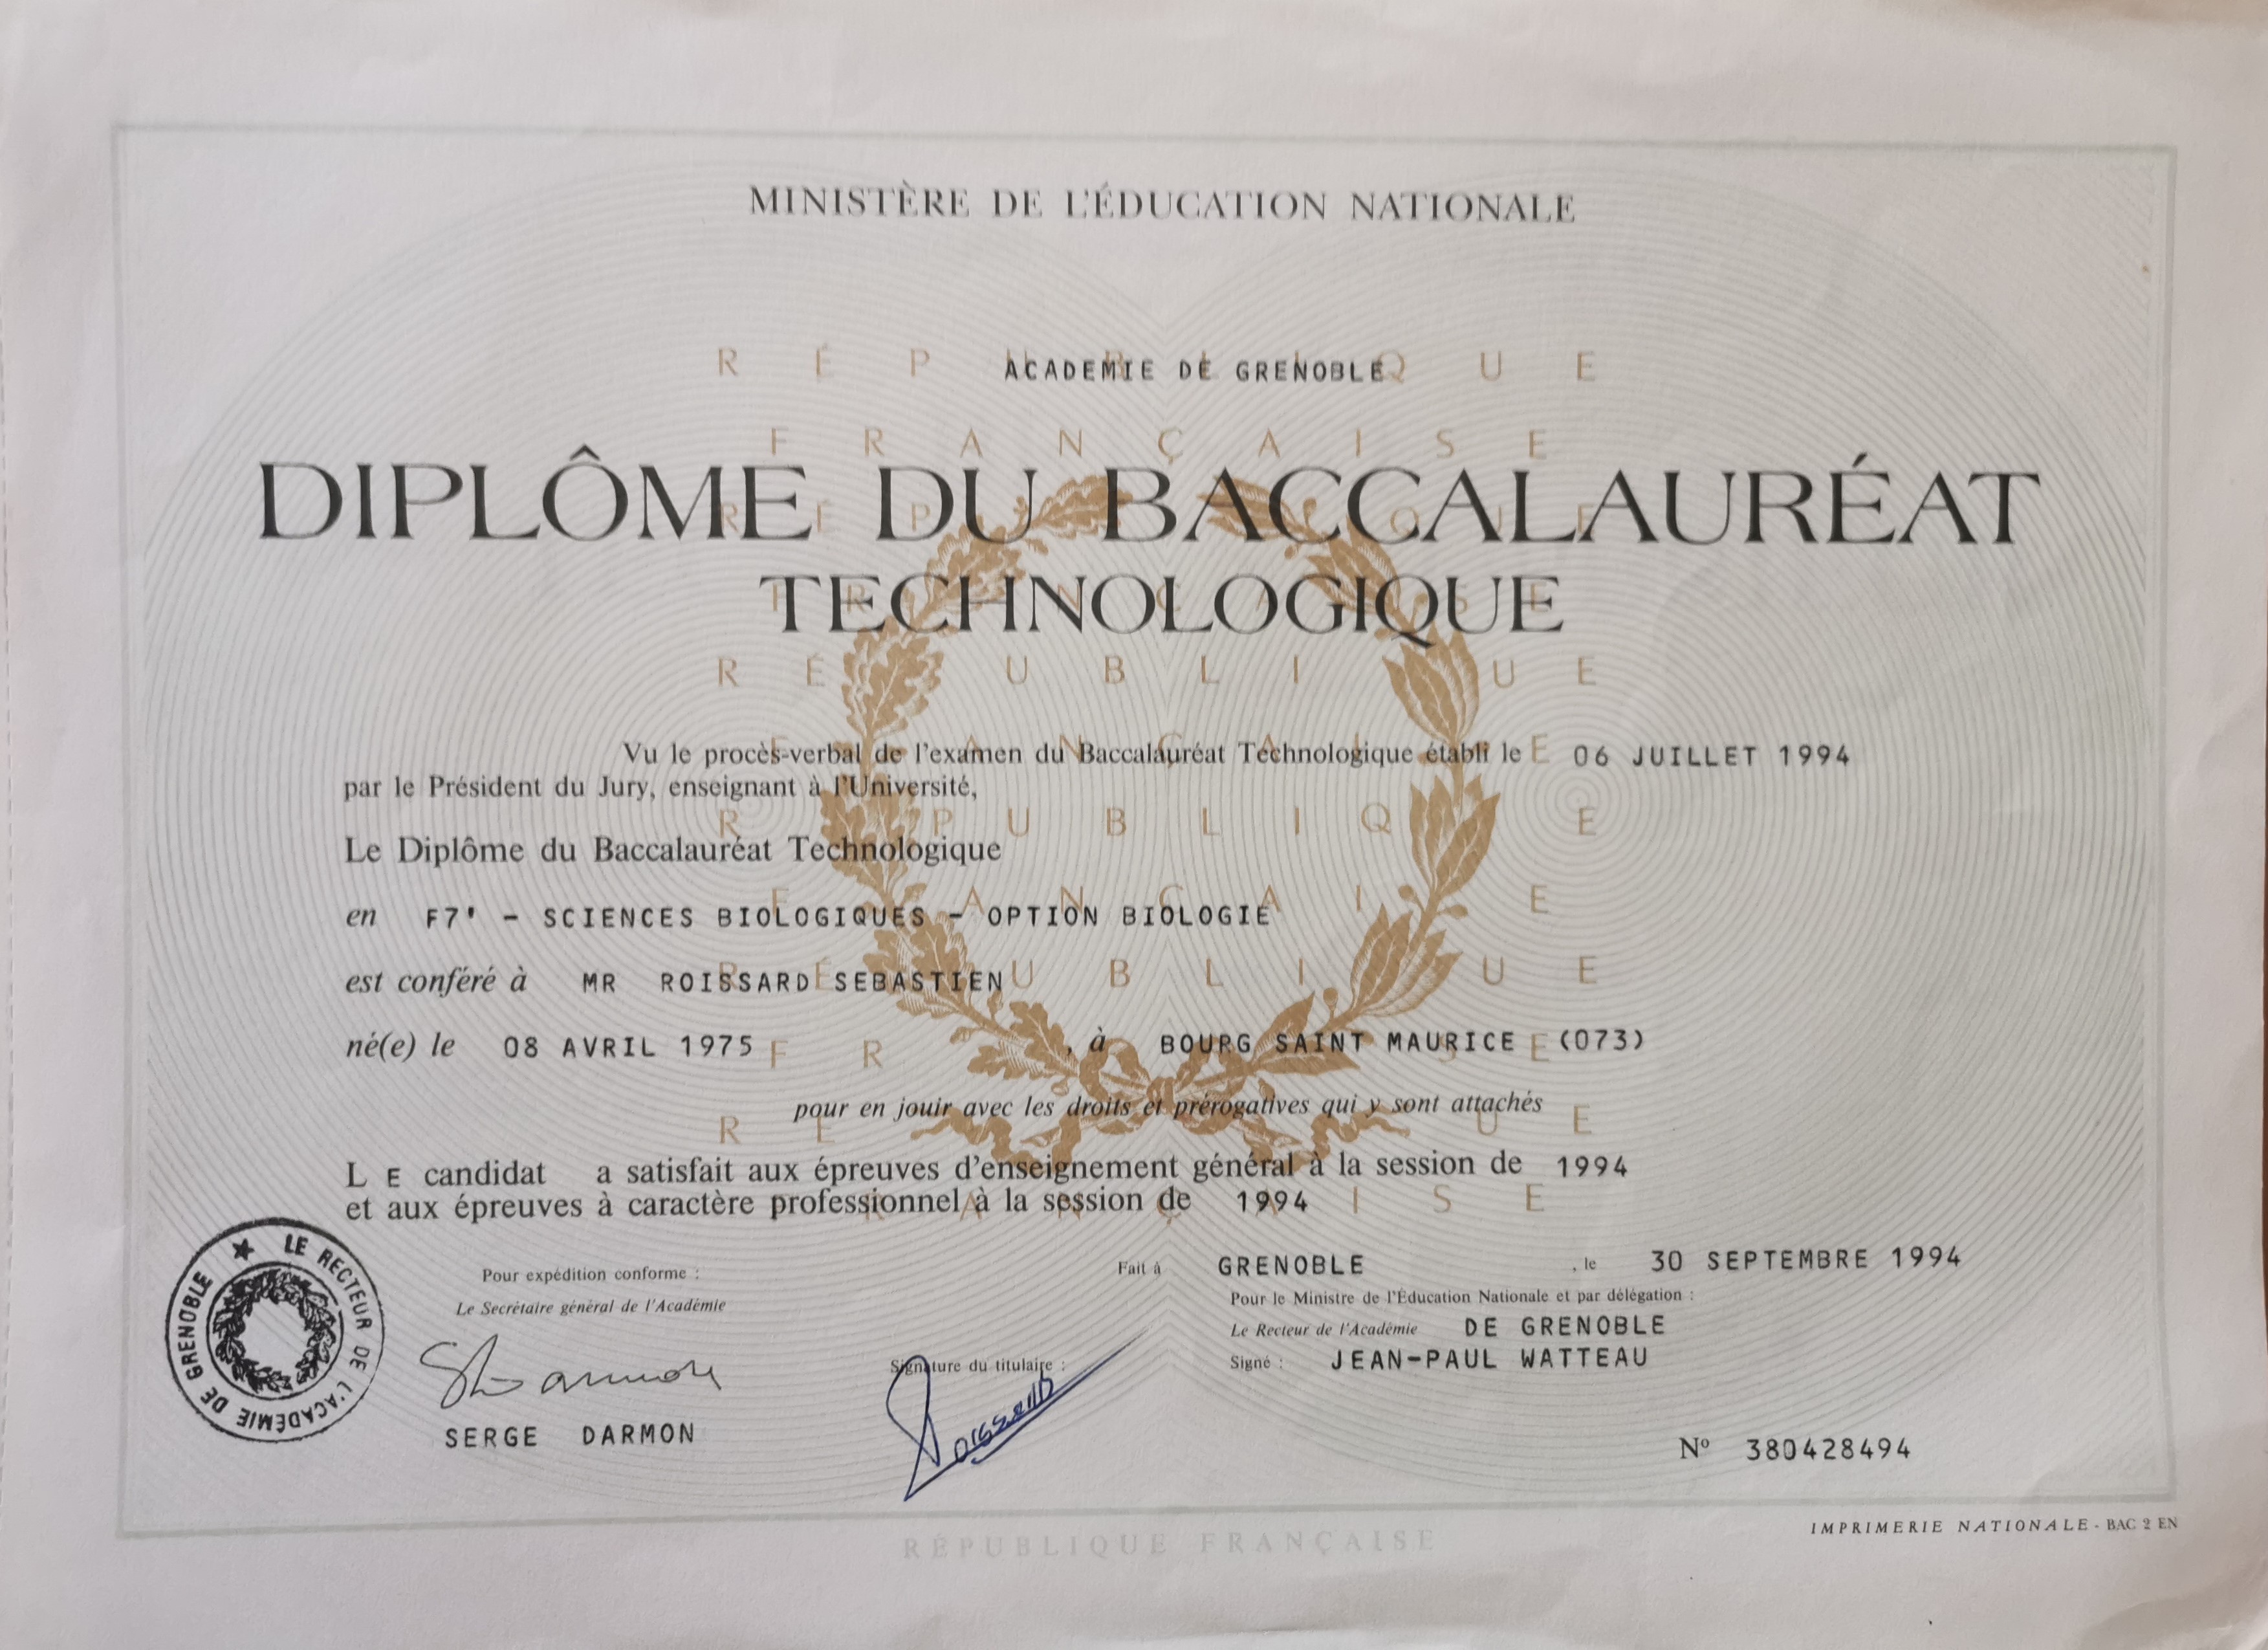 MINISTÈRE DE L'ÉDUCATION NATIONALE
ACADEMIE DE GRENOBLE
RÉPUBLIQUE
FRANÇAISE
DIPLÔME DU BACCALAURÉAT
TECHNOLOGIQUE
Vu le procès-verbal de l'examen du Baccalauréat Technologique établi le 06 JUILLET 1994
par le Président du Jury, enseignant à l'Université,
Le Diplôme du Baccalauréat Technologique
en F7' - SCIENCES BIOLOGIQUES - OPTION BIOLOGIE
est conféré à MR ROISSARD SEBASTIEN
né(e) le 08 AVRIL 1975 , à BOURG SAINT MAURICE (073)
pour en jouir avec les droits et prérogatives qui y sont attachés
L E candidat a satisfait aux épreuves d'enseignement général à la session de 1994
et aux épreuves à caractère professionnel à la session de 1994
LE RECTEUR DE L'ACADÉMIE DE GRENOBLE
Pour expédition conforme :
Le Secrétaire général de l'Académie
SERGE DARMON
Signature du titulaire :
Fait à GRENOBLE , le 30 SEPTEMBRE 1994
Pour le Ministre de l'Éducation Nationale et par délégation :
Le Recteur de l'Académie DE GRENOBLE
Signé : JEAN-PAUL WATTEAU
Nº 380428494
IMPRIMERIE NATIONALE - BAC 2 EN
RÉPUBLIQUE FRANÇAISE